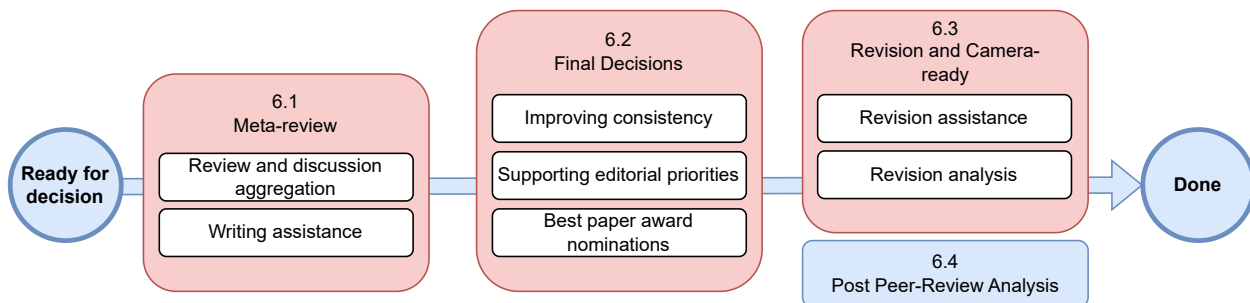 Ready for
decision
6.1
Meta-review
Review and discussion
aggregation
Writing assistance
6.2
Final Decisions
Improving consistency
Supporting editorial priorities
Best paper award
nominations
6.3
Revision and Camera-
ready
Revision assistance
Revision analysis
6.4
Post Peer-Review Analysis
Done